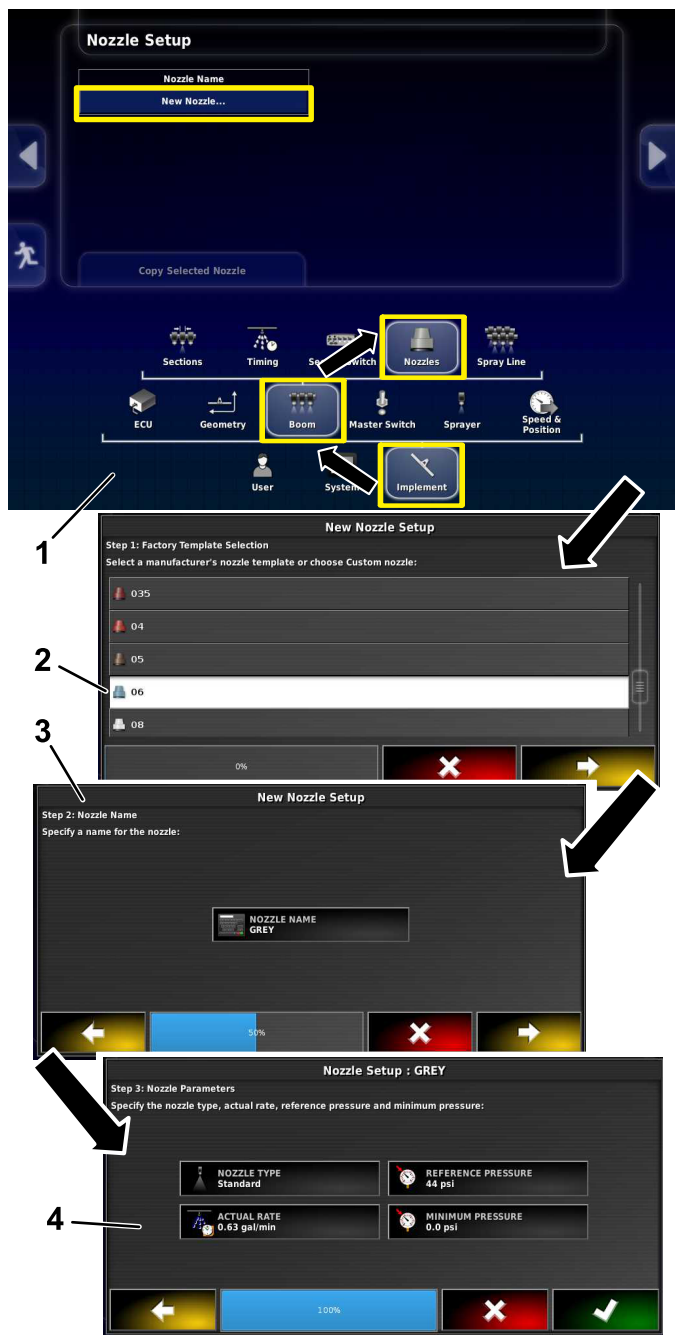 Nozzle Setup
Nozzle Name
New Nozzle...
Copy Selected Nozzle
Sections
Timing
Se
witch
Nozzles
Spray Line
ECU
Geometry
Boom
Master Switch
Sprayer
Speed &
Position
User
System
Implement
1
New Nozzle Setup
Step 1: Factory Template Selection
Select a manufacturer's nozzle template or choose Custom nozzle:
035
04
05
2
06
08
3
0%
New Nozzle Setup
Step 2: Nozzle Name
Specify a name for the nozzle:
NOZZLE NAME
GREY
50%
Nozzle Setup : GREY
Step 3: Nozzle Parameters
Specify the nozzle type, actual rate, reference pressure and minimum pressure:
NOZZLE TYPE
Standard
REFERENCE PRESSURE
44 psi
4
ACTUAL RATE
0.63 gal/min
MINIMUM PRESSURE
0.0 psi
100%